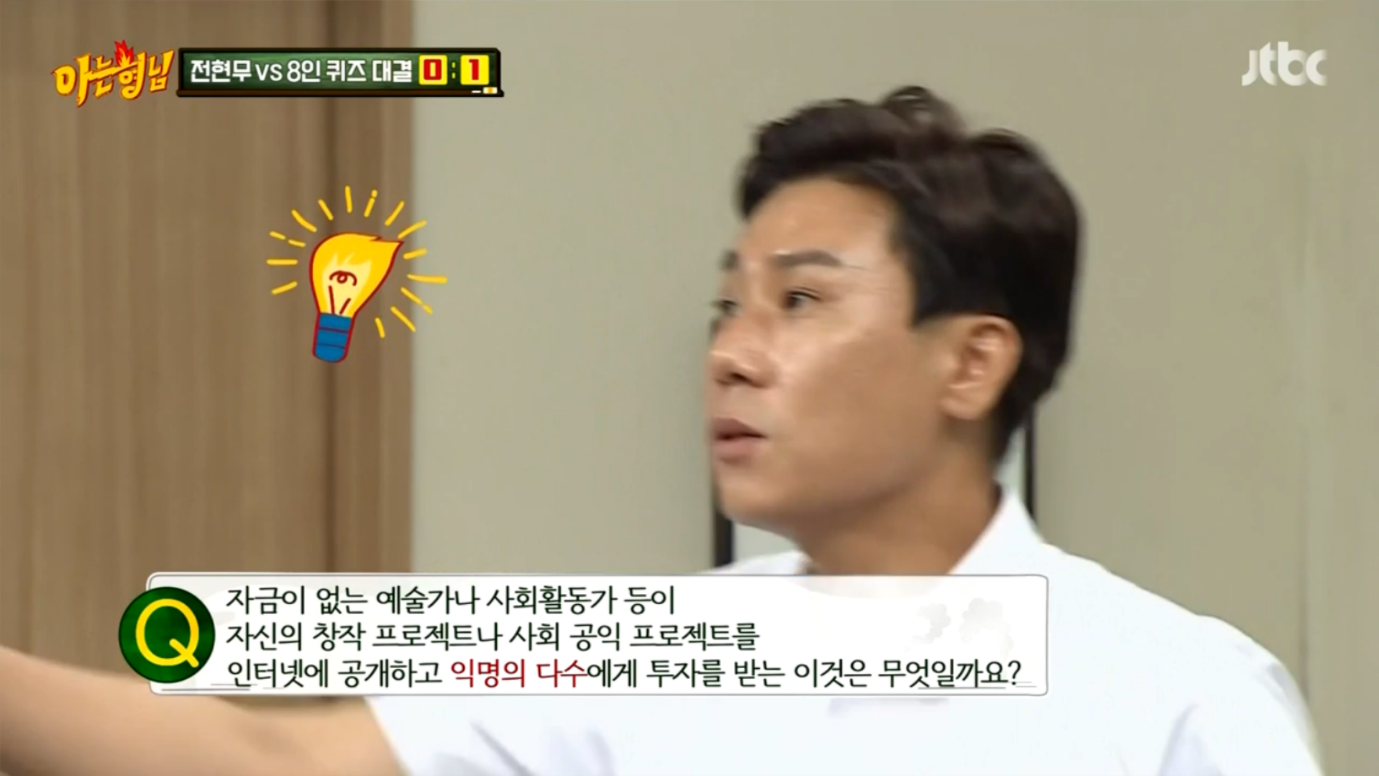 아는형님
전현무 vs 8인 퀴즈 대결 0:1
jtbc
Q
자금이 없는 예술가나 사회활동가 등이
자신의 창작 프로젝트나 사회 공익 프로젝트를
인터넷에 공개하고 익명의 다수에게 투자를 받는 이것은 무엇일까요?